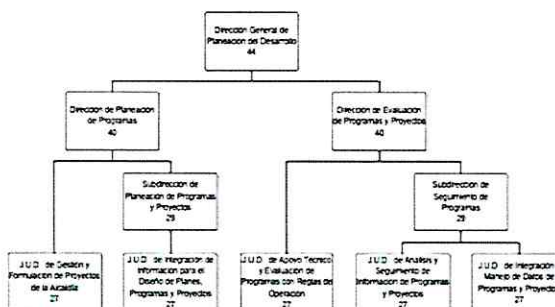 Dirección General de
Planeación del Desarrollo
44
Dirección de Planeación
de Programas
40
Dirección de Evaluación
de Programas y Proyectos
40
Subdirección de
Planeación de Programas
y Proyectos
29
Subdirección de
Seguimiento de
Programas
29
J.U.D. de Gestión y
Formulación de Proyectos
de la Alcaldía
27
J.U.D. de Integración de
Información para el
Diseño de Planes,
Programas y Proyectos
27
J.U.D. de Apoyo Técnico
y Evaluación de
Programas con Reglas de
Operación
27
J.U.D. de Análisis y
Seguimiento de
Información de Programas
y Proyectos
27
J.U.D. de Integración
Manejo de Datos de
Programas y Proyectos
27